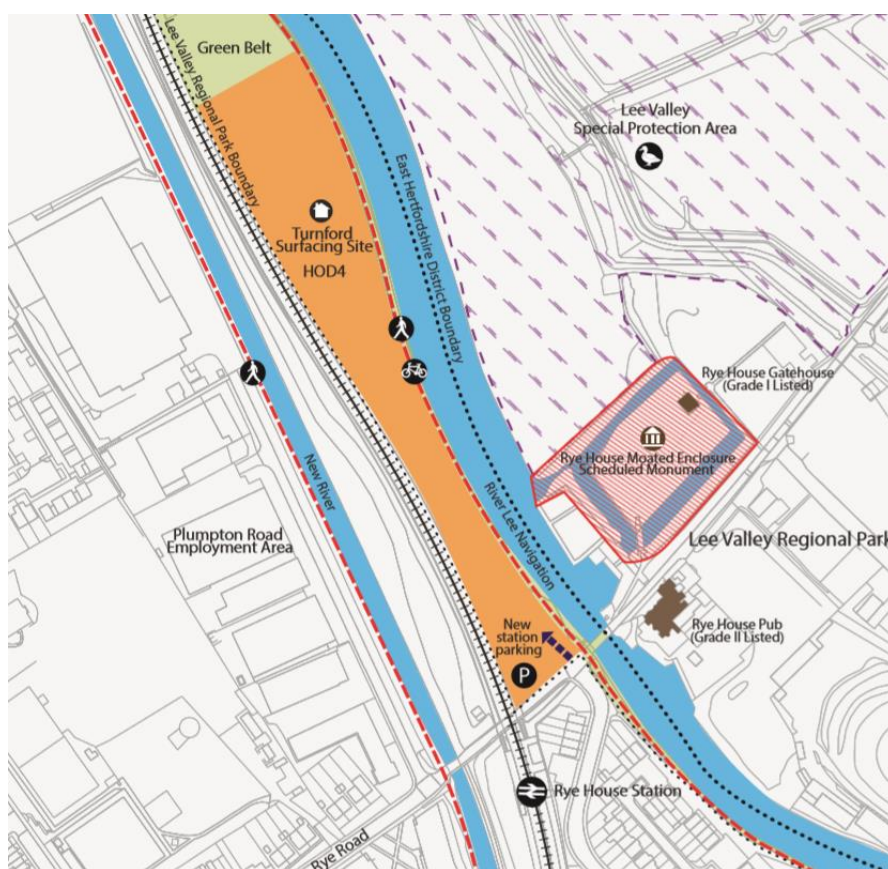 Green Belt
Lee Valley Regional Park Boundary
Lee Valley
Special Protection Area
East Hertfordshire District Boundary
Turnford
Surfacing Site
HOD4
Rye House Gatehouse
(Grade I Listed)
Rye House Moated Enclosure
Scheduled Monument
New River
River Lee Navigation
Plumpton Road
Employment Area
Lee Valley Regional Park
New
station
parking
P
Rye House Pub
(Grade II Listed)
Rye House Station
Rye Road